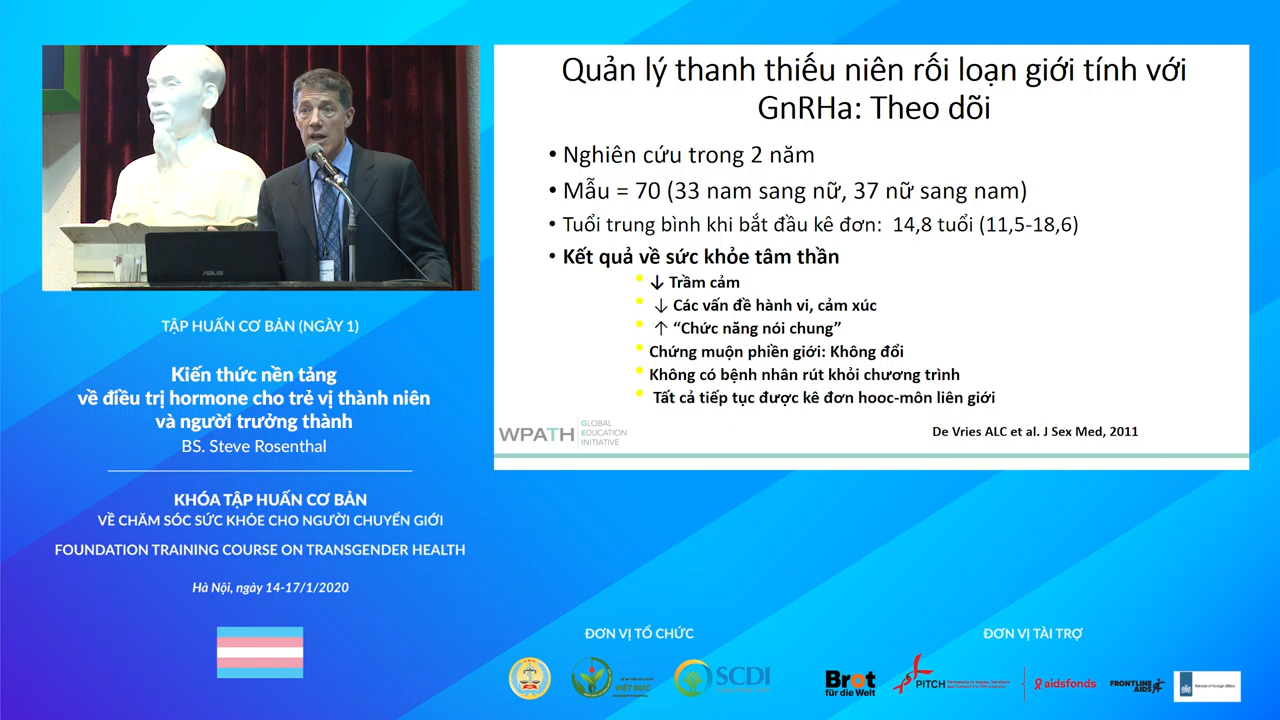 ASUS
TẬP HUẤN CƠ BẢN (NGÀY 1)
Kiến thức nền tảng
về điều trị hormone cho trẻ vị thành niên
và người trưởng thành
BS. Steve Rosenthal
KHÓA TẬP HUẤN CƠ BẢN
VỀ CHĂM SÓC SỨC KHỎE CHO NGƯỜI CHUYỂN GIỚI
FOUNDATION TRAINING COURSE ON TRANSGENDER HEALTH
Hà Nội, ngày 14-17/1/2020
Quản lý thanh thiếu niên rối loạn giới tính với
GnRHa: Theo dõi
• Nghiên cứu trong 2 năm
• Mẫu = 70 (33 nam sang nữ, 37 nữ sang nam)
• Tuổi trung bình khi bắt đầu kê đơn: 14,8 tuổi (11,5-18,6)
• Kết quả về sức khỏe tâm thần
• ↓ Trầm cảm
• ↓ Các vấn đề hành vi, cảm xúc
• ↑ “Chức năng nói chung”
• Chứng muộn phiền giới: Không đổi
• Không có bệnh nhân rút khỏi chương trình
• Tất cả tiếp tục được kê đơn hooc-môn liên giới
WPATH
GLOBAL
EDUCATION
INITIATIVE
De Vries ALC et al. J Sex Med, 2011
ĐƠN VỊ TỔ CHỨC
VIỆT ĐỨC
SCDI
ĐƠN VỊ TÀI TRỢ
Brot
für die Welt
PITCH
aidsfonds
FRONTLINE
AIDS